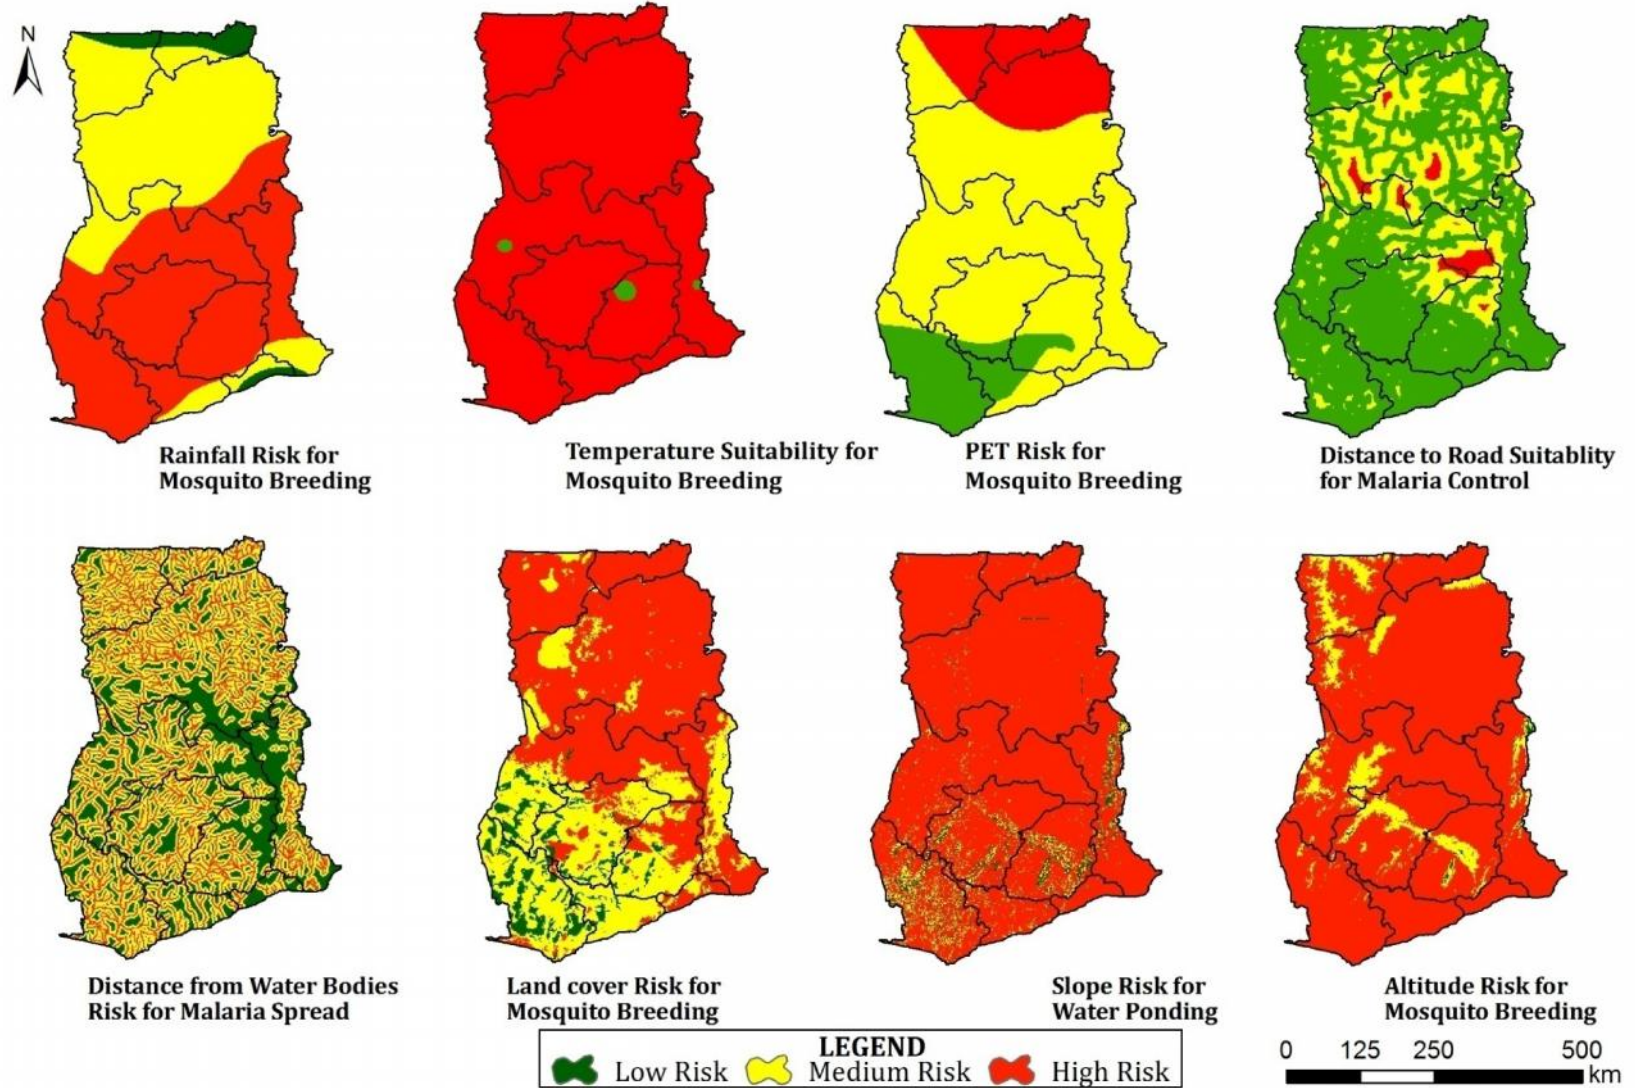 N
Rainfall Risk for
Mosquito Breeding
Temperature Suitability for
Mosquito Breeding
PET Risk for
Mosquito Breeding
Distance to Road Suitablity
for Malaria Control
Distance from Water Bodies
Risk for Malaria Spread
Land cover Risk for
Mosquito Breeding
Slope Risk for
Water Ponding
Altitude Risk for
Mosquito Breeding
LEGEND
Low Risk Medium Risk High Risk
0 125 250 500
km